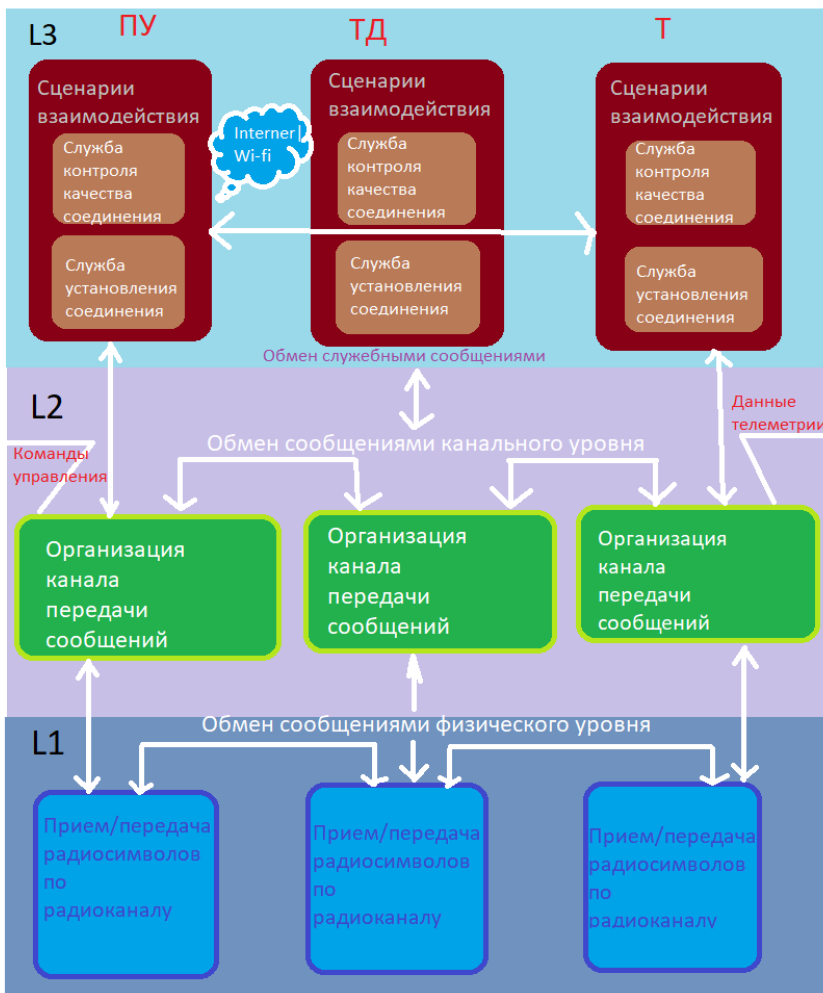 L3
ПУ
ТД
Т
Сценарии
взаимодействия
Служба
контроля
качества
соединения
Служба
установления
соединения
Interner|
Wi-fi
Сценарии
взаимодействия
Служба
контроля
качества
соединения
Служба
установления
соединения
Сценарии
взаимодействия
Служба
контроля
качества
соединения
Служба
установления
соединения
Обмен служебными сообщениями
L2
Обмен сообщениями канального уровня
Команды
управления
Данные
телеметрии
Организация
канала
передачи
сообщений
Организация
канала
передачи
сообщений
Организация
канала
передачи
сообщений
Обмен сообщениями физического уровня
L1
Прием/передача
радиосимволов
по
радиоканалу
Прием/передача
радиосимволов
по
радиоканалу
Прием/передача
радиосимволов
по
радиоканалу